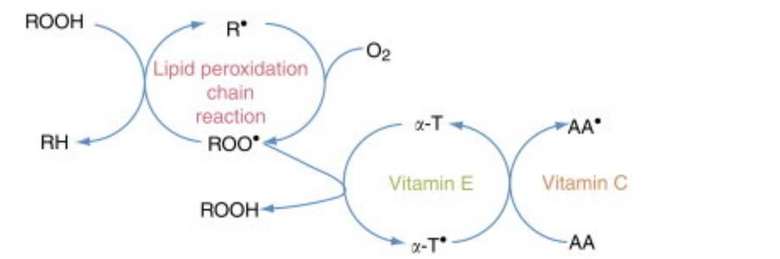 ROOH
R•
O₂
Lipid peroxidation
chain
reaction
RH
ROO•
α-T
AA•
Vitamin E
Vitamin C
ROOH
α-T•
AA